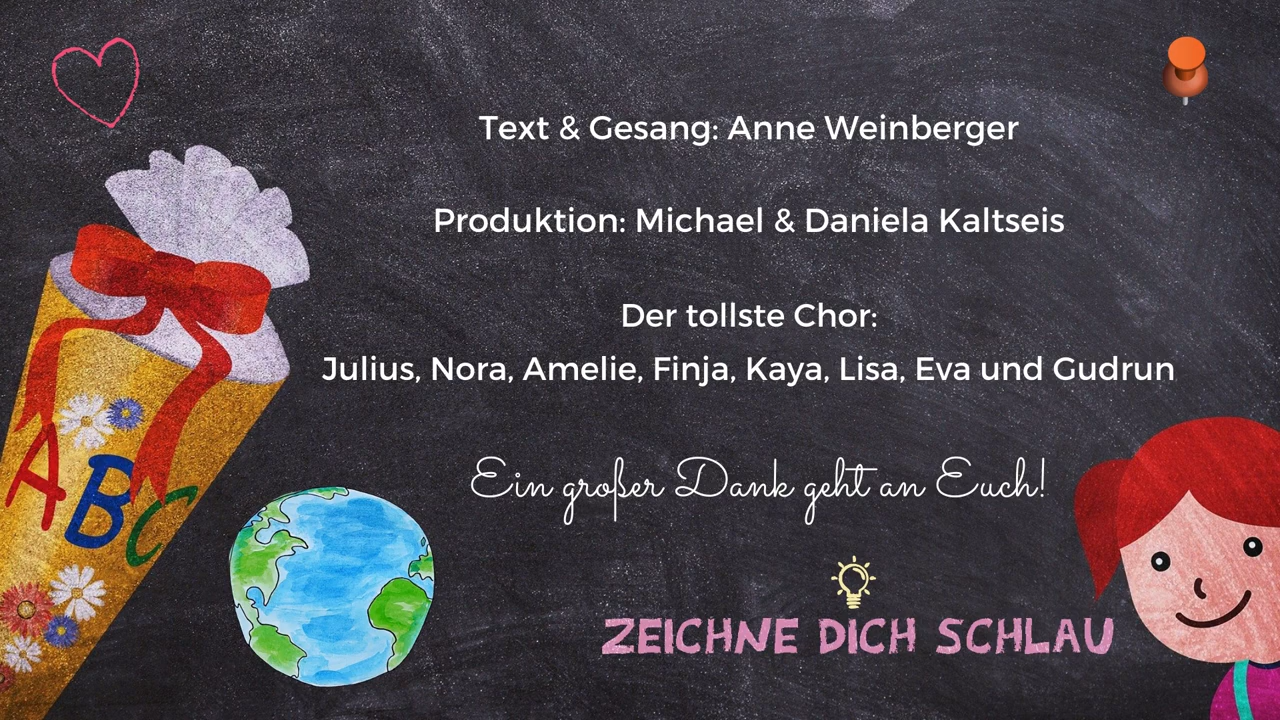 Text & Gesang: Anne Weinberger
Produktion: Michael & Daniela Kaltseis
Der tollste Chor:
Julius, Nora, Amelie, Finja, Kaya, Lisa, Eva und Gudrun
Ein großer Dank geht an Euch!
ZEICHNE DICH SCHLAU
ABC